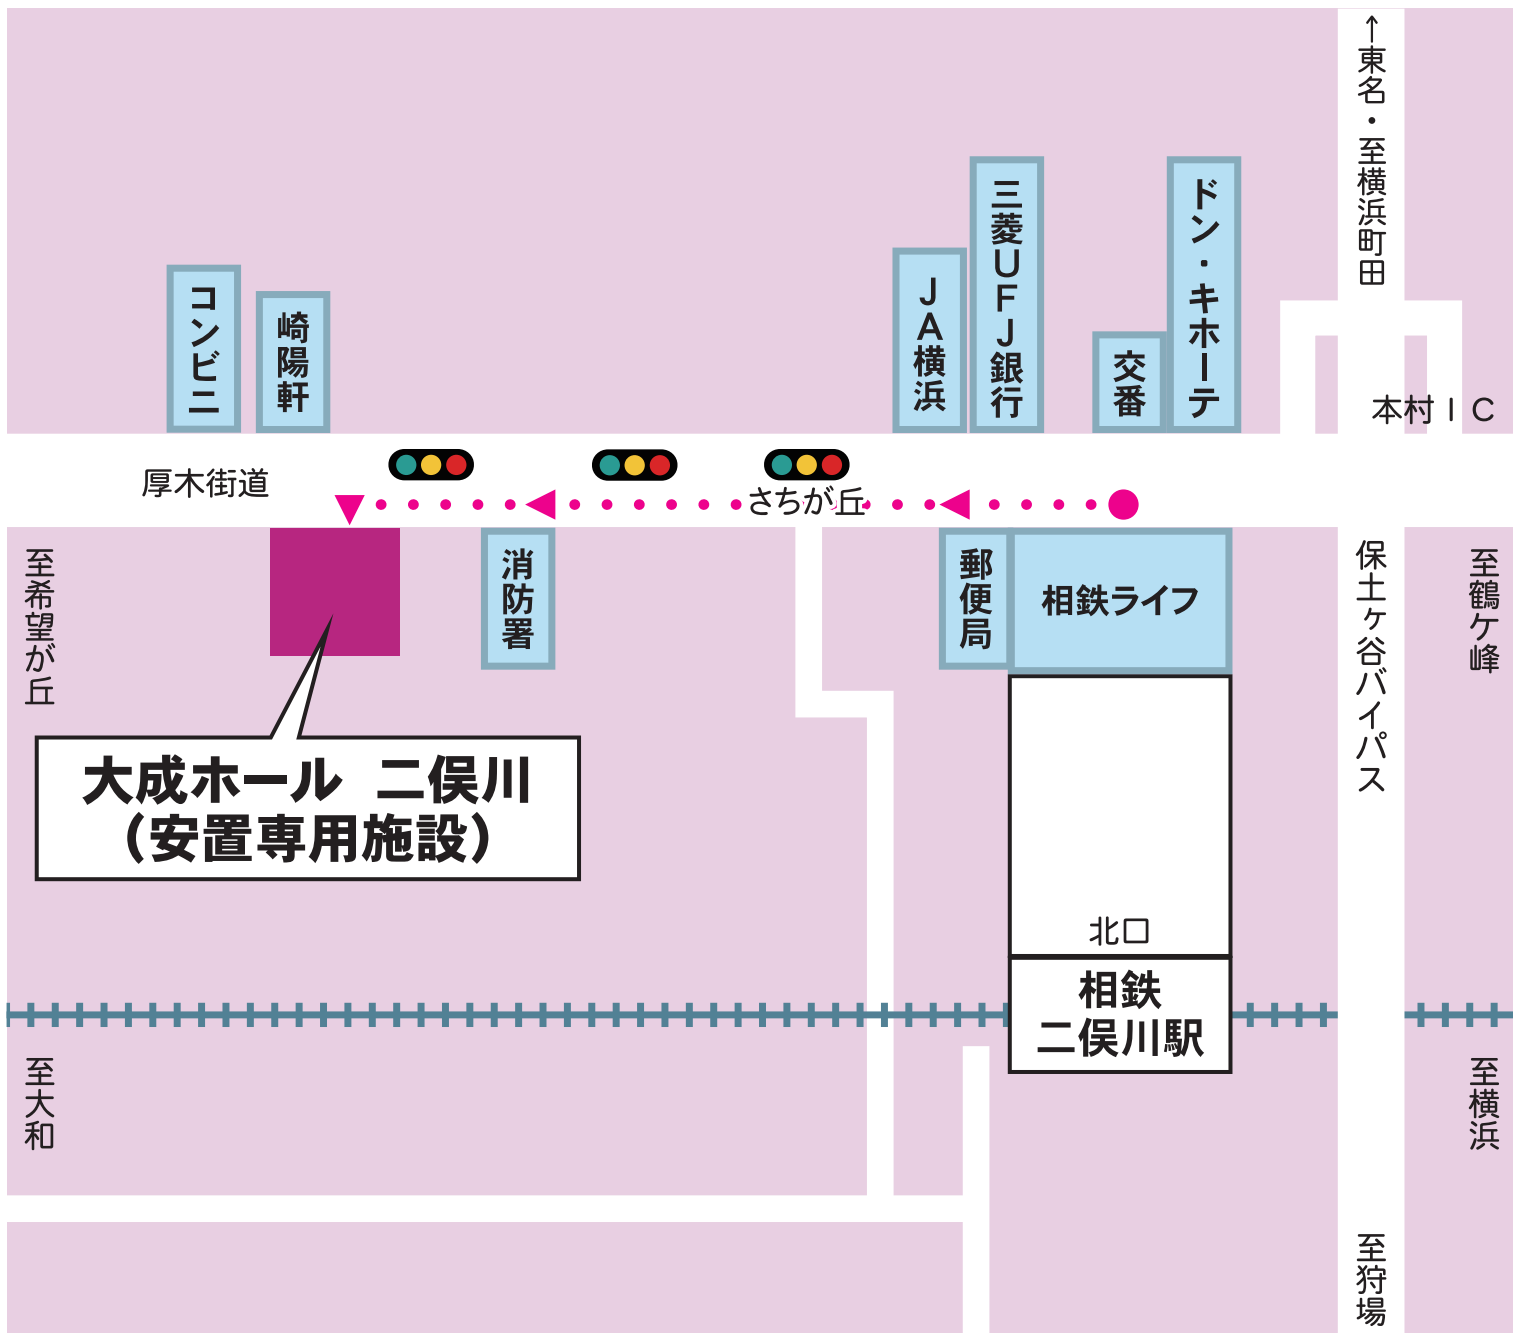 ↑東名・至横浜町田
ドン・キホーテ
三菱UFJ銀行
JA横浜
交番
コンビニ
崎陽軒
本村IC
厚木街道
さちが丘
至希望が丘
消防署
郵便局
相鉄ライフ
保土ヶ谷バイパス
至鶴ケ峰
大成ホール 二俣川
(安置専用施設)
北口
相鉄
二俣川駅
至大和
至横浜
至狩場